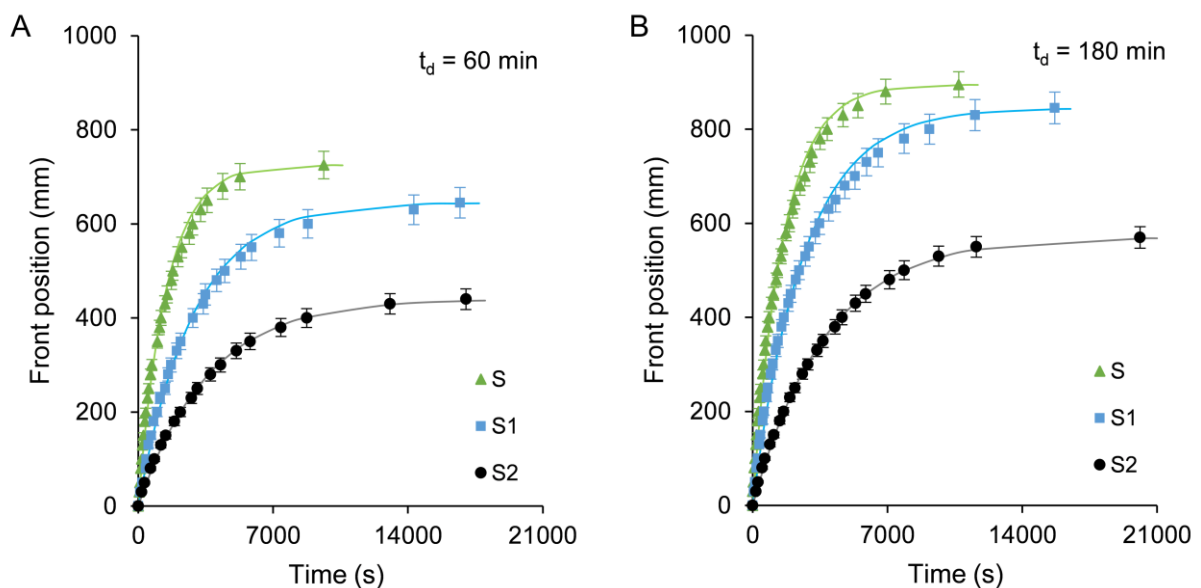 A
t_d = 60 min
Front position (mm)
1000
800
600
400
200
0
S
S1
S2
0 7000 14000 21000
Time (s)
B
t_d = 180 min
Front position (mm)
1000
800
600
400
200
0
S
S1
S2
0 7000 14000 21000
Time (s)